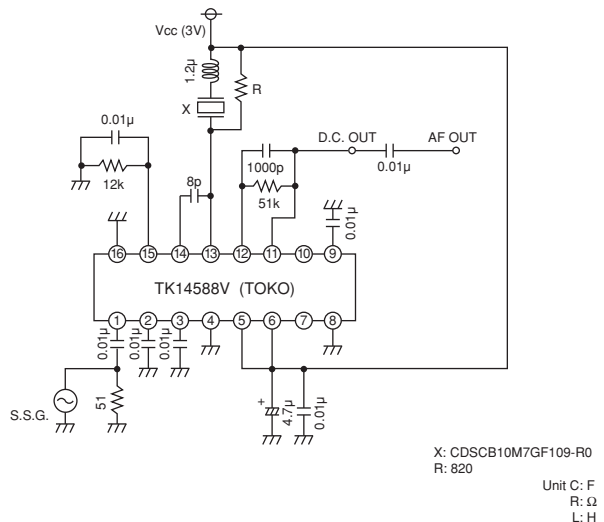 Vcc (3V)
1.2µ
R
X
0.01µ
12k
D.C. OUT
AF OUT
1000p
0.01µ
51k
8p
0.01µ
16 15 14 13 12 11 10 9
TK14588V (TOKO)
1 2 3 4 5 6 7 8
0.01µ
0.01µ
0.01µ
S.S.G.
51
+
4.7µ
0.01µ
X: CDSCB10M7GF109-R0
R: 820
Unit C: F
R: Ω
L: H